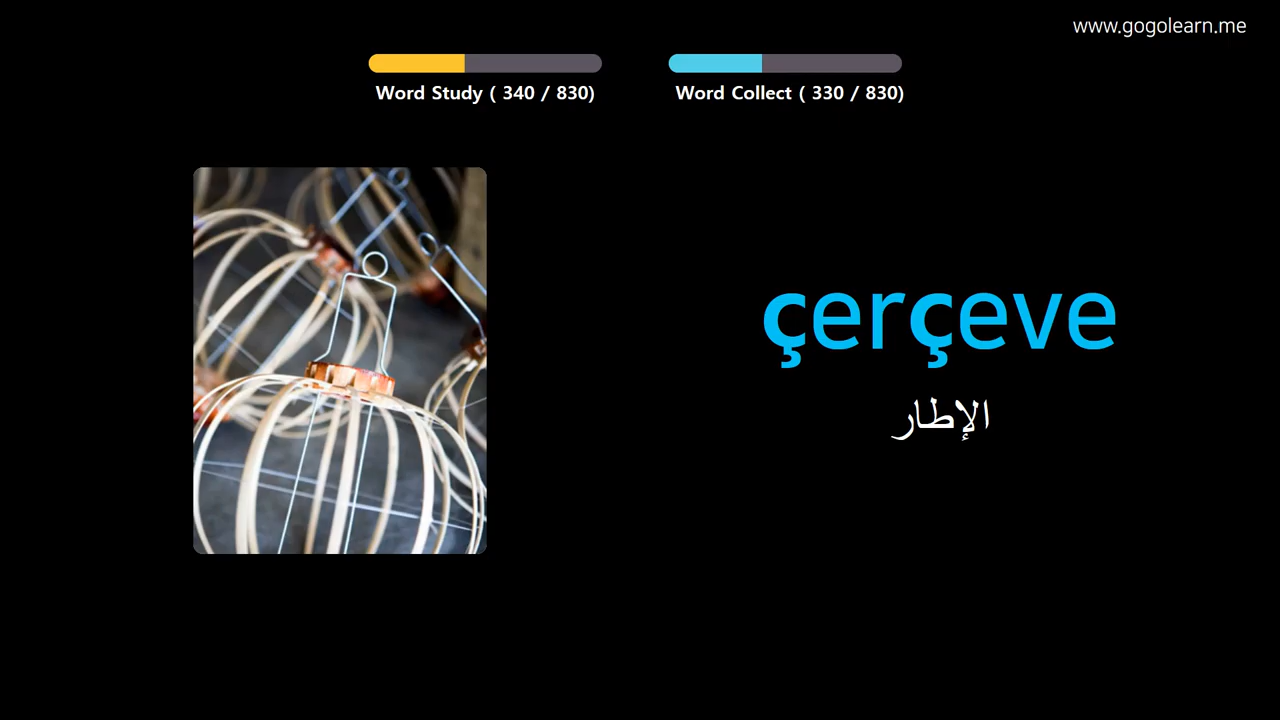 www.gogolearn.me
Word Study ( 340 / 830)
Word Collect ( 330 / 830)
çerçeve
الإطار